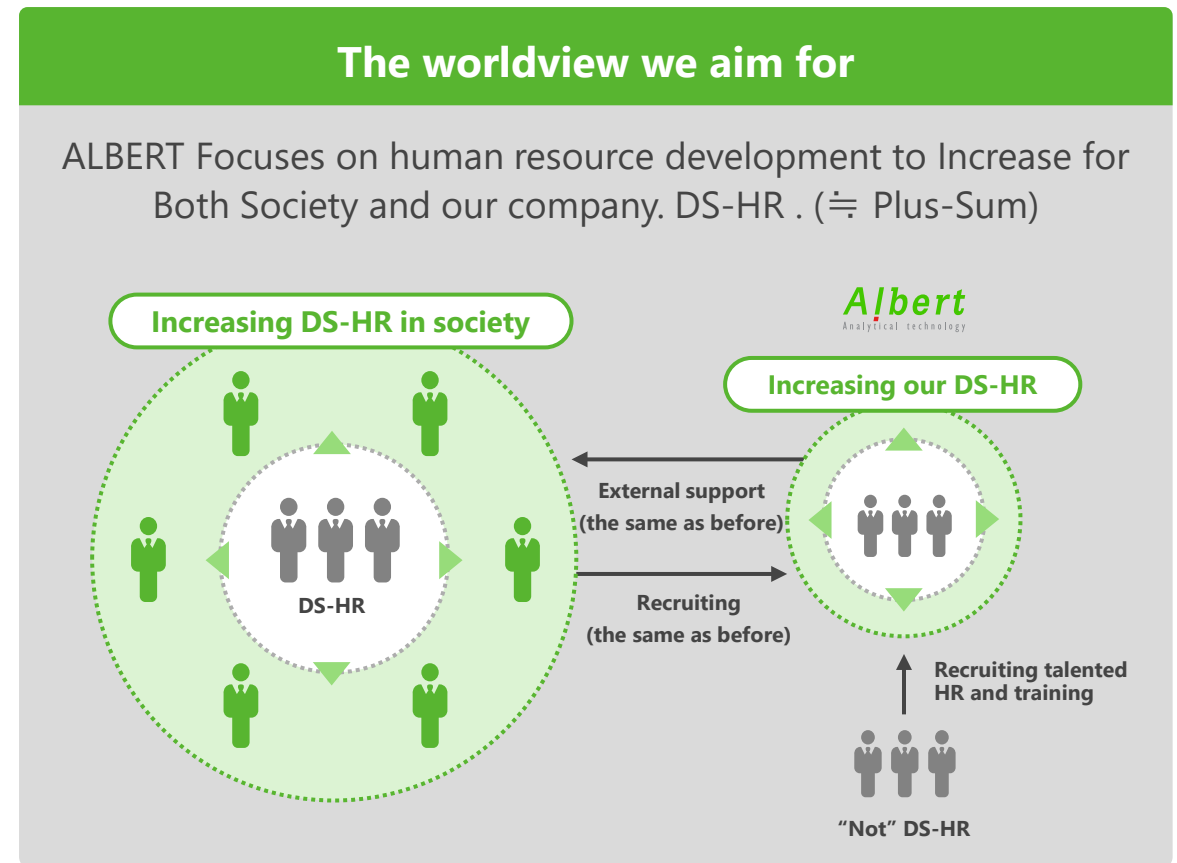 The worldview we aim for
ALBERT Focuses on human resource development to Increase for
Both Society and our company. DS-HR . (≒ Plus-Sum)
Increasing DS-HR in society
Albert
Analytical technology
Increasing our DS-HR
External support
(the same as before)
DS-HR
Recruiting
(the same as before)
Recruiting talented
HR and training
“Not” DS-HR